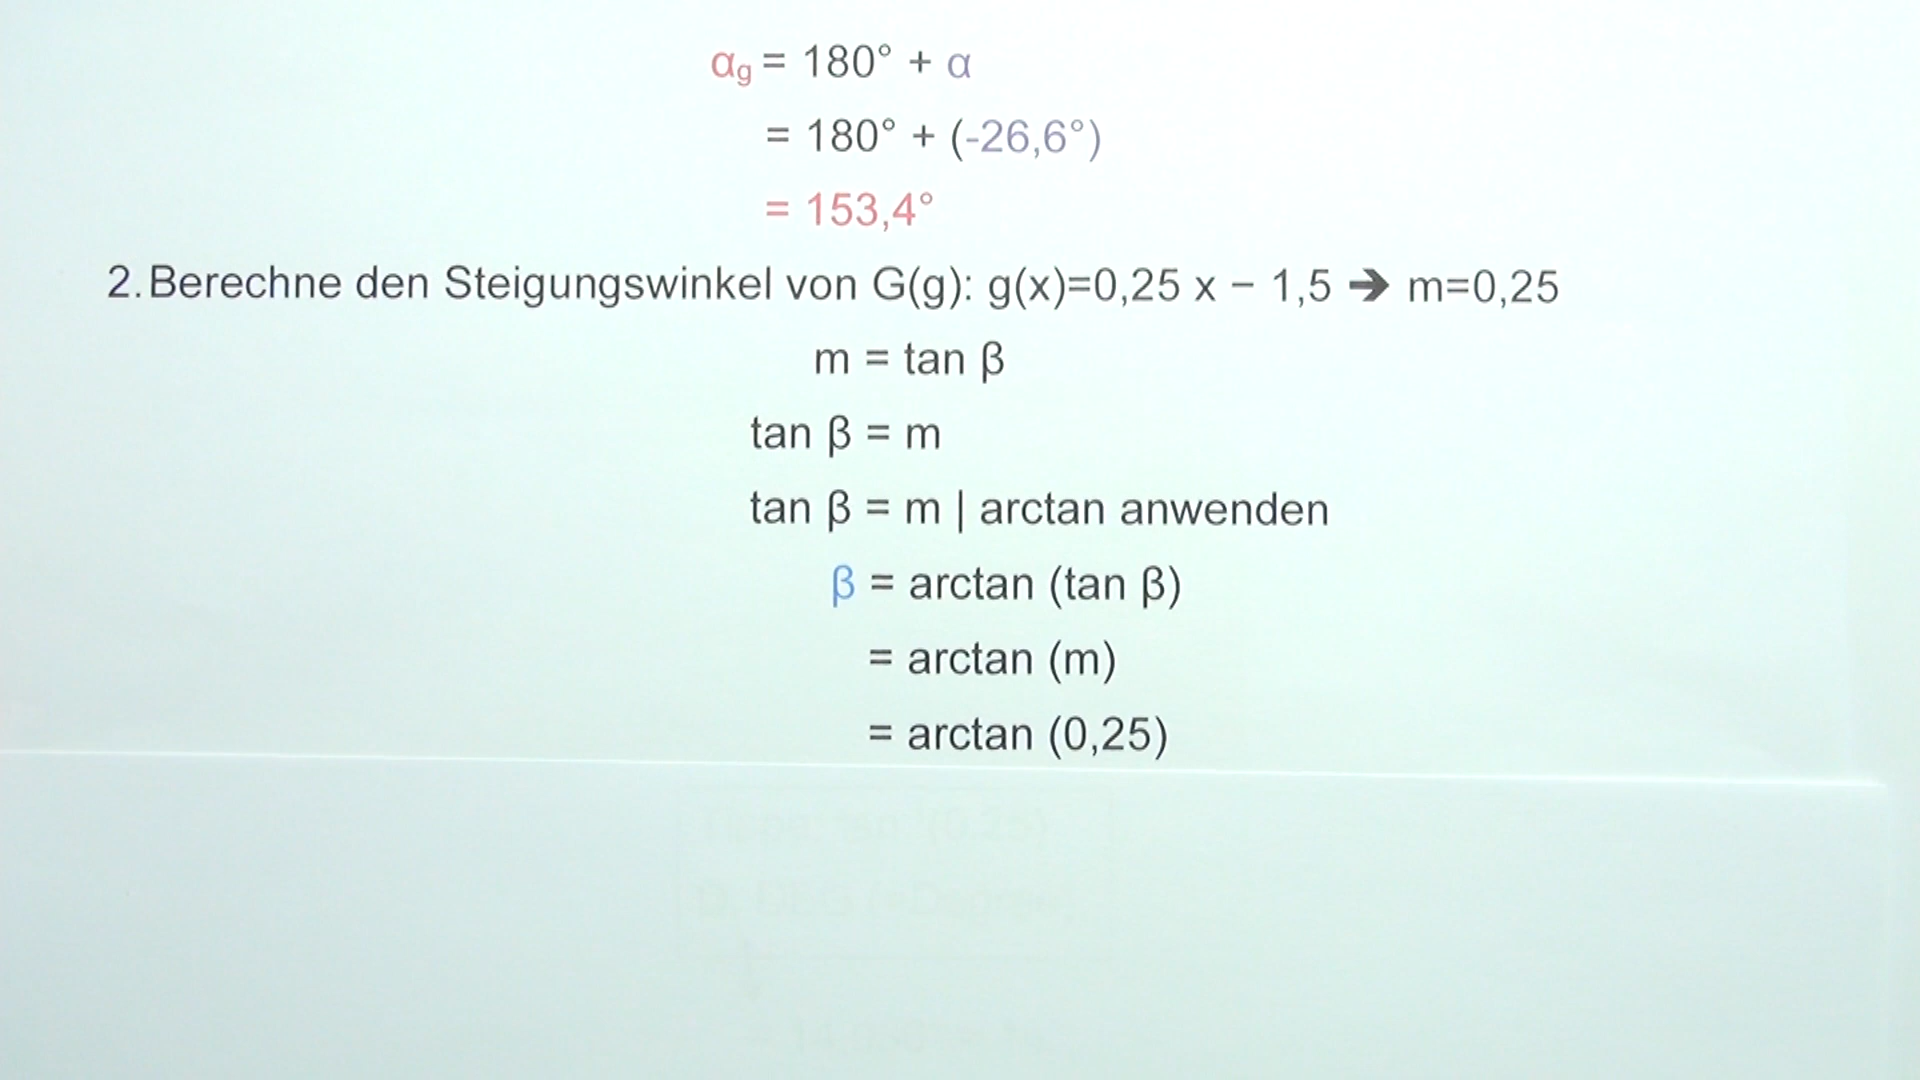 αg = 180° + α
= 180° + (-26,6°)
= 153,4°
2. Berechne den Steigungswinkel von G(g): g(x)=0,25 x − 1,5 ➔ m=0,25
m = tan β
tan β = m
tan β = m | arctan anwenden
β = arctan (tan β)
= arctan (m)
= arctan (0,25)